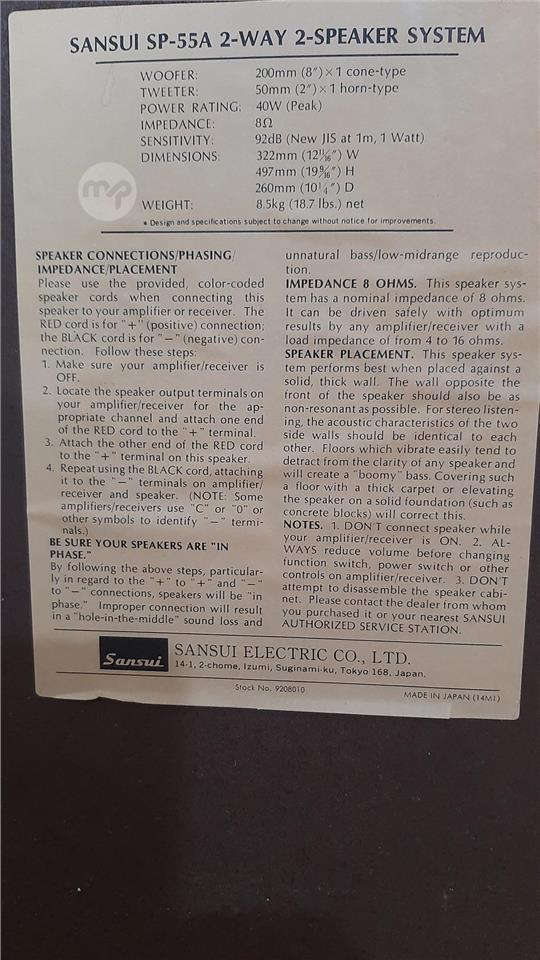 SANSUI SP-55A 2-WAY 2-SPEAKER SYSTEM
WOOFER: 200mm (8")×1 cone-type
TWEETER: 50mm (2")×1 horn-type
POWER RATING: 40W (Peak)
IMPEDANCE: 8Ω
SENSITIVITY: 92dB (New JIS at 1m, 1 Watt)
DIMENSIONS: 322mm (12 11/16") W
497mm (19 9/16") H
260mm (10 1/4") D
WEIGHT: 8.5kg (18.7 lbs.) net
* Design and specifications subject to change without notice for improvements.
mp
SPEAKER CONNECTIONS/PHASING/
IMPEDANCE/PLACEMENT
Please use the provided, color-coded
speaker cords when connecting this
speaker to your amplifier or receiver. The
RED cord is for "+" (positive) connection;
the BLACK cord is for "−" (negative) con-
nection. Follow these steps:
1. Make sure your amplifier/receiver is
OFF.
2. Locate the speaker output terminals on
your amplifier/receiver for the ap-
propriate channel and attach one end
of the RED cord to the "+" terminal.
3. Attach the other end of the RED cord
to the "+" terminal on this speaker.
4. Repeat using the BLACK cord, attaching
it to the "−" terminals on amplifier/
receiver and speaker. (NOTE: Some
amplifiers/receivers use "C" or "0" or
other symbols to identify "−" termi-
nals.)
BE SURE YOUR SPEAKERS ARE "IN
PHASE."
By following the above steps, particular-
ly in regard to the "+" to "+" and "−"
to "−" connections, speakers will be "in
phase." Improper connection will result
in a "hole-in-the-middle" sound loss and
unnatural bass/low-midrange reproduc-
tion.
IMPEDANCE 8 OHMS. This speaker sys-
tem has a nominal impedance of 8 ohms.
It can be driven safely with optimum
results by any amplifier/receiver with a
load impedance of from 4 to 16 ohms.
SPEAKER PLACEMENT. This speaker sys-
tem performs best when placed against a
solid, thick wall. The wall opposite the
front of the speaker should also be as
non-resonant as possible. For stereo listen-
ing, the acoustic characteristics of the two
side walls should be identical to each
other. Floors which vibrate easily tend to
detract from the clarity of any speaker and
will create a "boomy" bass. Covering such
a floor with a thick carpet or elevating
the speaker on a solid foundation (such as
concrete blocks) will correct this.
NOTES. 1. DON'T connect speaker while
your amplifier/receiver is ON. 2. AL-
WAYS reduce volume before changing
function switch, power switch or other
controls on amplifier/receiver. 3. DON'T
attempt to disassemble the speaker cabi-
net. Please contact the dealer from whom
you purchased it or your nearest SANSUI
AUTHORIZED SERVICE STATION.
Sansui SANSUI ELECTRIC CO., LTD.
14-1, 2-chome, Izumi, Suginami-ku, Tokyo 168, Japan.
Stock No. 9208010
MADE IN JAPAN (14M1)